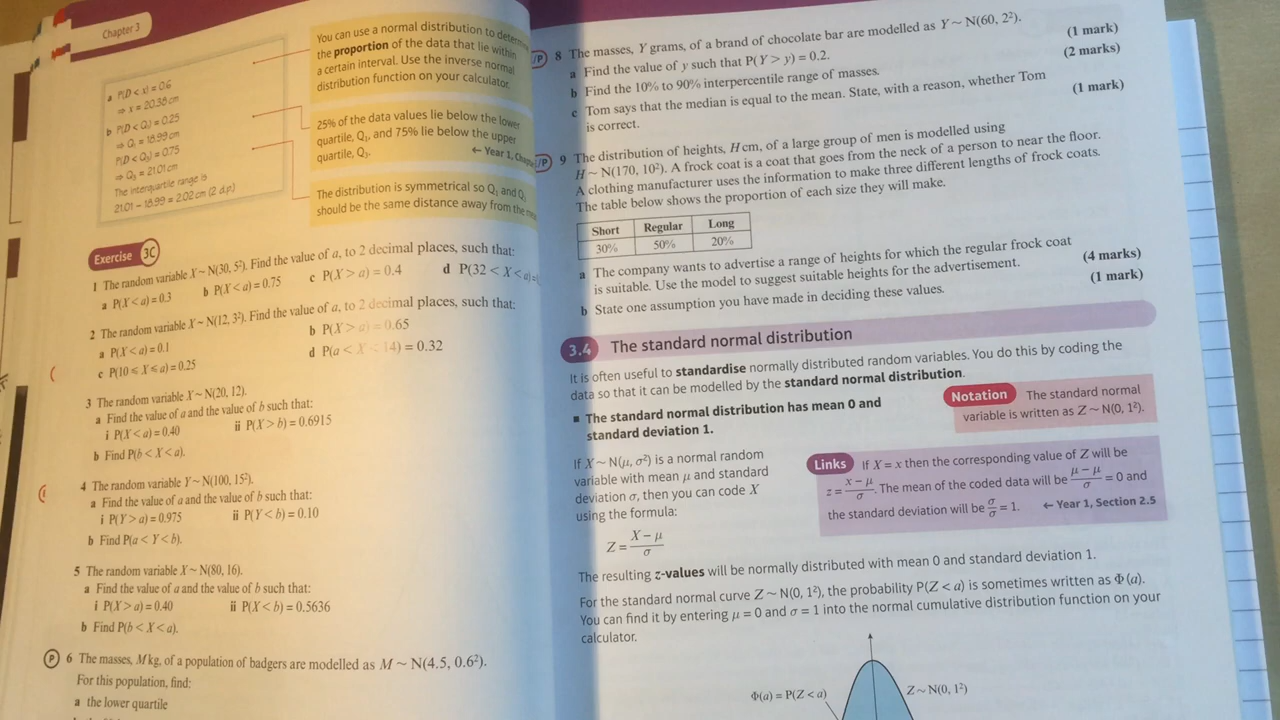 Chapter 3
a P(D < x) = 0.6
⇒ x = 20.38 cm
b P(D < Q₁) = 0.25
⇒ Q₁ = 18.99 cm
P(D < Q₃) = 0.75
⇒ Q₃ = 21.01 cm
The interquartile range is
21.01 − 18.99 = 2.02 cm (2 d.p.)
You can use a normal distribution to
the proportion of the data that lie within
a certain interval. Use the inverse normal
distribution function on your calculator.
25% of the data values lie below the lower
quartile, Q₁, and 75% lie below the upper
quartile, Q₃.
← Year 1,
The distribution is symmetrical so Q₁ and Q₃
should be the same distance away from the
Exercise 3C
1 The random variable X ~ N(30, 5²). Find the value of a, to 2 decimal places, such that:
a P(X < a) = 0.3 b P(X < a) = 0.75 c P(X > a) = 0.4 d P(32 < X < a) =
2 The random variable X ~ N(12, 3²). Find the value of a, to 2 decimal places, such that:
a P(X < a) = 0.1 b P(X > a) = 0.65
c P(10 ⩽ X ⩽ a) = 0.25 d P(a < X < 14) = 0.32
3 The random variable X ~ N(20, 12).
a Find the value of a and the value of b such that:
i P(X < a) = 0.40 ii P(X > b) = 0.6915
b Find P(b < X < a).
4 The random variable Y ~ N(100, 15²).
a Find the value of a and the value of b such that:
i P(Y > a) = 0.975 ii P(Y < b) = 0.10
b Find P(a < Y < b).
5 The random variable X ~ N(80, 16).
a Find the value of a and the value of b such that:
i P(X > a) = 0.40 ii P(X < b) = 0.5636
b Find P(b < X < a).
P 6 The masses, M kg, of a population of badgers are modelled as M ~ N(4.5, 0.6²).
For this population, find:
a the lower quartile
/P 8 The masses, Y grams, of a brand of chocolate bar are modelled as Y ~ N(60, 2²).
a Find the value of y such that P(Y > y) = 0.2. (1 mark)
b Find the 10% to 90% interpercentile range of masses. (2 marks)
c Tom says that the median is equal to the mean. State, with a reason, whether Tom
is correct. (1 mark)
/P 9 The distribution of heights, H cm, of a large group of men is modelled using
H ~ N(170, 10²). A frock coat is a coat that goes from the neck of a person to near the floor.
A clothing manufacturer uses the information to make three different lengths of frock coats.
The table below shows the proportion of each size they will make.
Short Regular Long
30% 50% 20%
a The company wants to advertise a range of heights for which the regular frock coat
is suitable. Use the model to suggest suitable heights for the advertisement. (4 marks)
b State one assumption you have made in deciding these values. (1 mark)
3.4 The standard normal distribution
It is often useful to standardise normally distributed random variables. You do this by coding the
data so that it can be modelled by the standard normal distribution.
■ The standard normal distribution has mean 0 and
standard deviation 1.
Notation The standard normal
variable is written as Z ~ N(0, 1²).
If X ~ N(μ, σ²) is a normal random
variable with mean μ and standard
deviation σ, then you can code X
using the formula:
Z = (X − μ)/σ
Links If X = x then the corresponding value of Z will be
z = (x − μ)/σ. The mean of the coded data will be (μ − μ)/σ = 0 and
the standard deviation will be σ/σ = 1. ← Year 1, Section 2.5
The resulting z-values will be normally distributed with mean 0 and standard deviation 1.
For the standard normal curve Z ~ N(0, 1²), the probability P(Z < a) is sometimes written as Φ(a).
You can find it by entering μ = 0 and σ = 1 into the normal cumulative distribution function on your
calculator.
Φ(a) = P(Z < a)
Z ~ N(0, 1²)